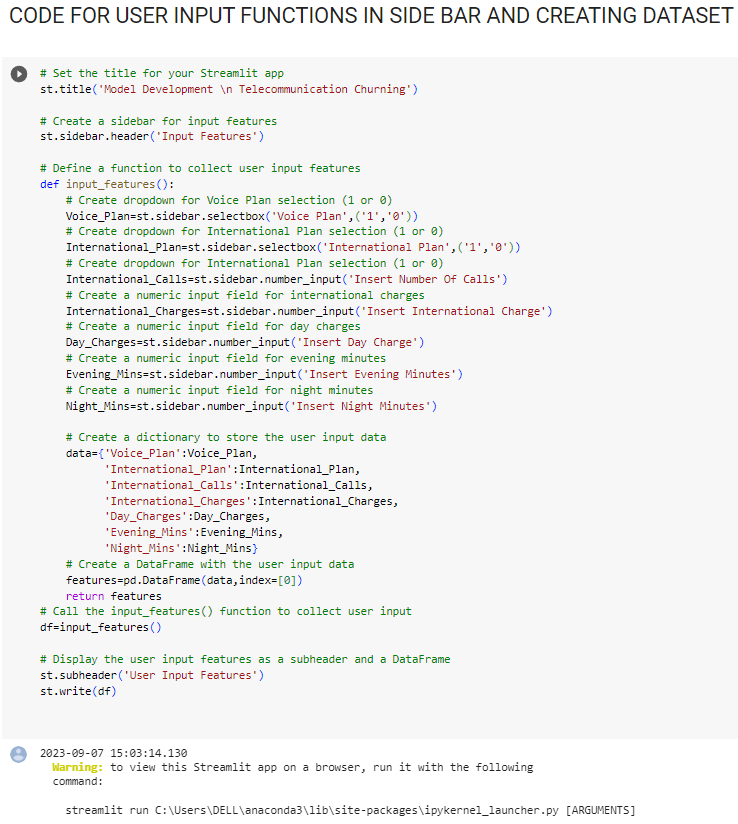 CODE FOR USER INPUT FUNCTIONS IN SIDE BAR AND CREATING DATASET
# Set the title for your Streamlit app
st.title('Model Development \n Telecommunication Churning')
# Create a sidebar for input features
st.sidebar.header('Input Features')
# Define a function to collect user input features
def input_features():
# Create dropdown for Voice Plan selection (1 or 0)
Voice_Plan=st.sidebar.selectbox('Voice Plan',('1','0'))
# Create dropdown for International Plan selection (1 or 0)
International_Plan=st.sidebar.selectbox('International Plan',('1','0'))
# Create dropdown for International Plan selection (1 or 0)
International_Calls=st.sidebar.number_input('Insert Number Of Calls')
# Create a numeric input field for international charges
International_Charges=st.sidebar.number_input('Insert International Charge')
# Create a numeric input field for day charges
Day_Charges=st.sidebar.number_input('Insert Day Charge')
# Create a numeric input field for evening minutes
Evening_Mins=st.sidebar.number_input('Insert Evening Minutes')
# Create a numeric input field for night minutes
Night_Mins=st.sidebar.number_input('Insert Night Minutes')
# Create a dictionary to store the user input data
data={'Voice_Plan':Voice_Plan,
'International_Plan':International_Plan,
'International_Calls':International_Calls,
'International_Charges':International_Charges,
'Day_Charges':Day_Charges,
'Evening_Mins':Evening_Mins,
'Night_Mins':Night_Mins}
# Create a DataFrame with the user input data
features=pd.DataFrame(data,index=[0])
return features
# Call the input_features() function to collect user input
df=input_features()
# Display the user input features as a subheader and a DataFrame
st.subheader('User Input Features')
st.write(df)
2023-09-07 15:03:14.130
Warning: to view this Streamlit app on a browser, run it with the following
command:
streamlit run C:\Users\DELL\anaconda3\lib\site-packages\ipykernel_launcher.py [ARGUMENTS]